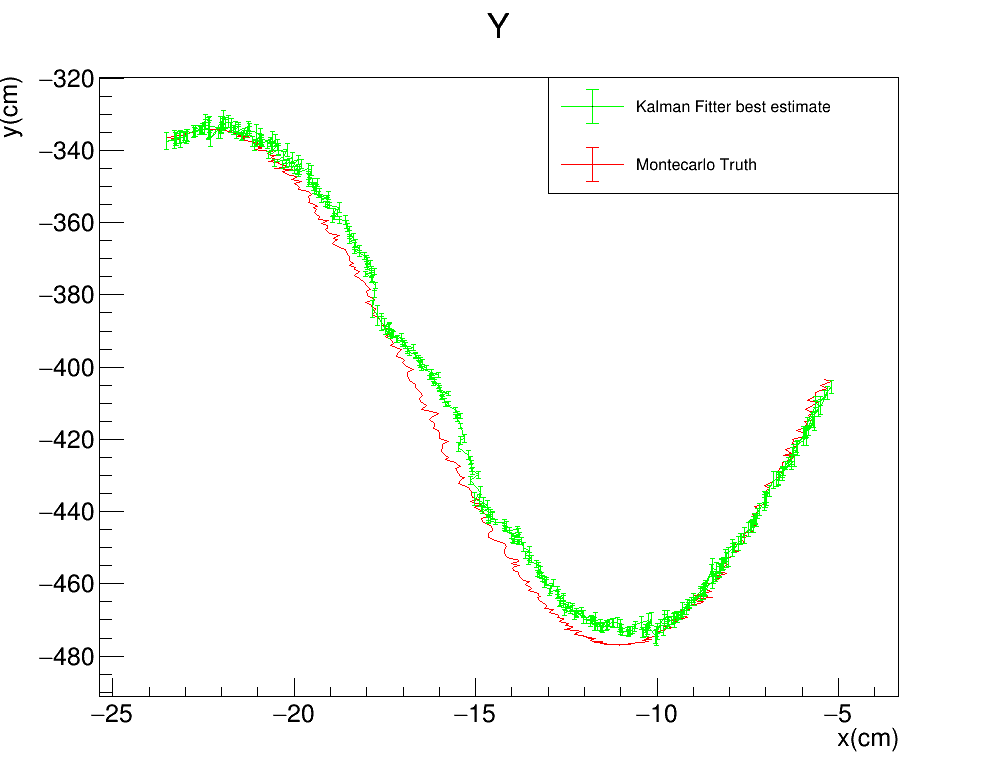 Y
y(cm)
−320
−340
−360
−380
−400
−420
−440
−460
−480
Kalman Fitter best estimate
Montecarlo Truth
−25 −20 −15 −10 −5
x(cm)